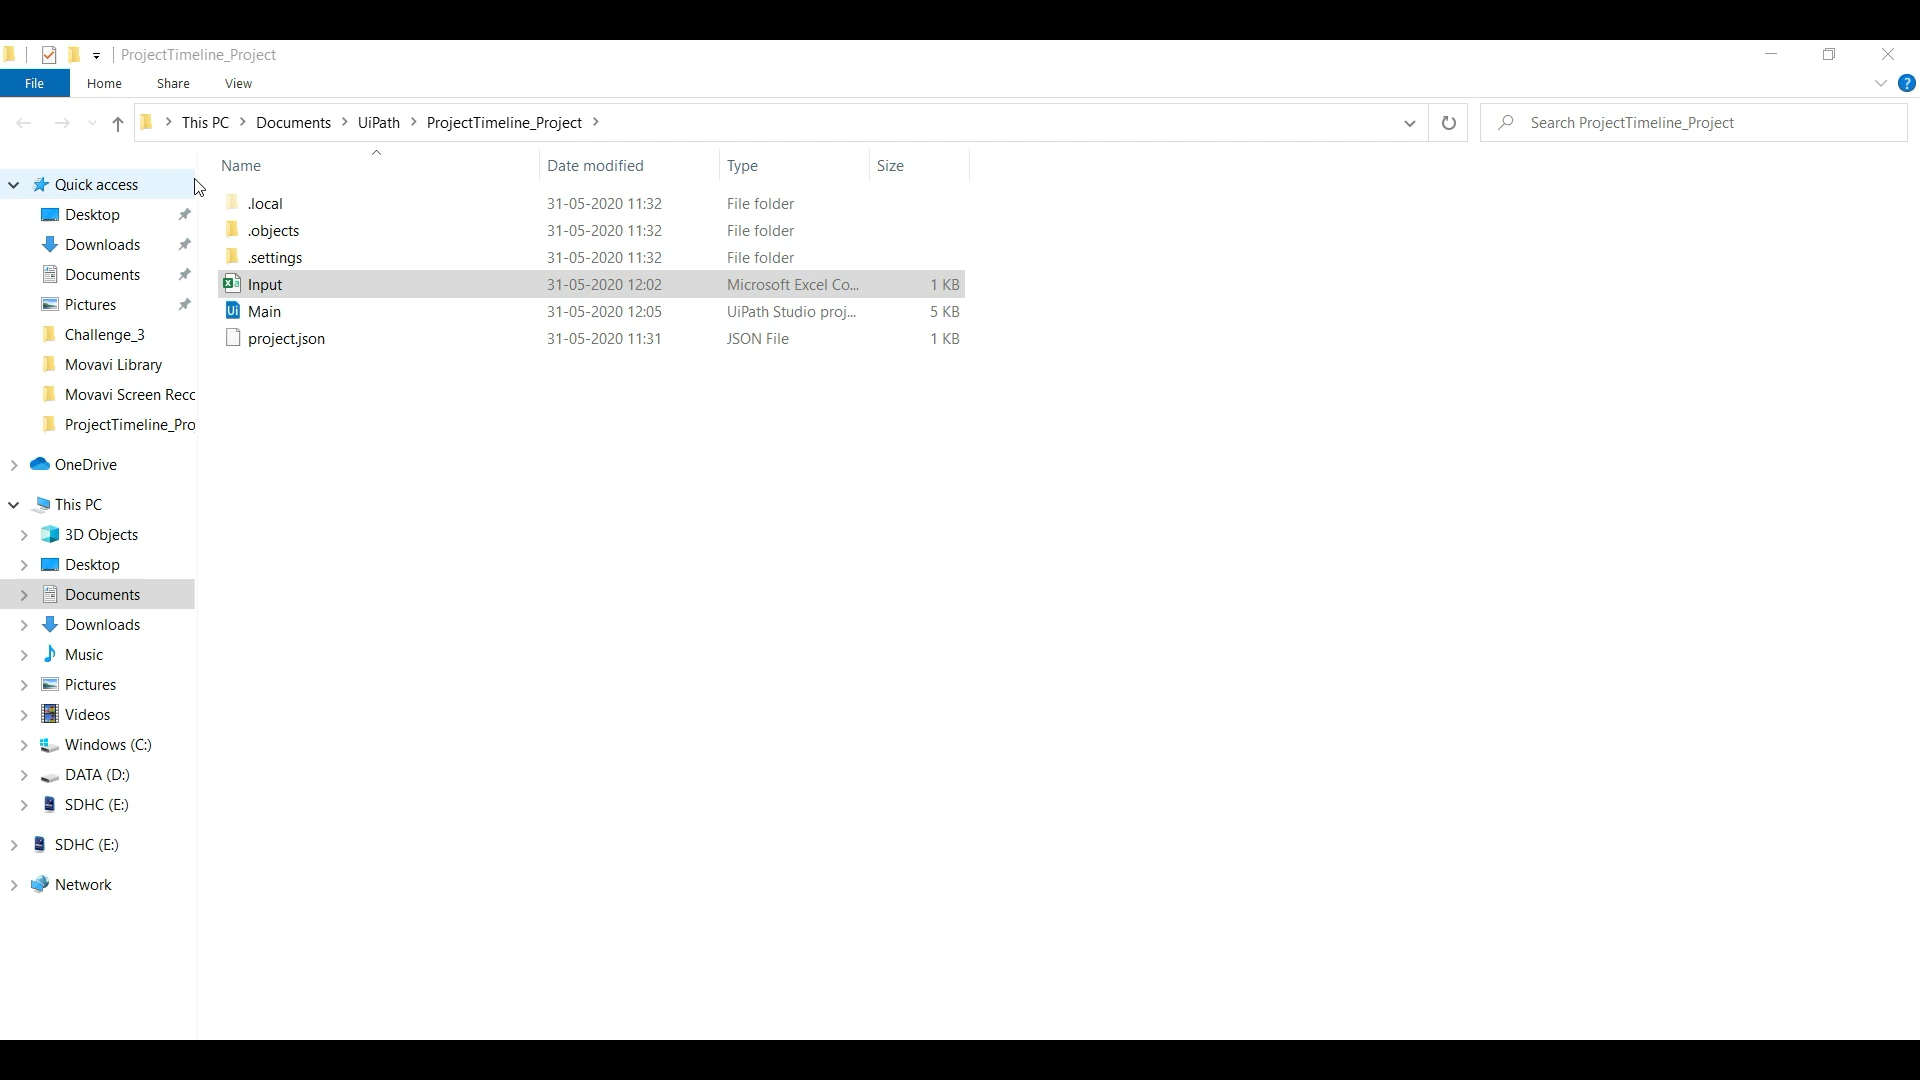 ProjectTimeline_Project
File Home Share View
?
This PC Documents UiPath ProjectTimeline_Project
Search ProjectTimeline_Project
Name Date modified Type Size
.local 31-05-2020 11:32 File folder
.objects 31-05-2020 11:32 File folder
.settings 31-05-2020 11:32 File folder
Input 31-05-2020 12:02 Microsoft Excel Co... 1 KB
Ui Main 31-05-2020 12:05 UiPath Studio proj... 5 KB
project.json 31-05-2020 11:31 JSON File 1 KB
Quick access
Desktop
Downloads
Documents
Pictures
Challenge_3
Movavi Library
Movavi Screen Recc
ProjectTimeline_Pro
OneDrive
This PC
3D Objects
Desktop
Documents
Downloads
Music
Pictures
Videos
Windows (C:)
DATA (D:)
SDHC (E:)
SDHC (E:)
Network